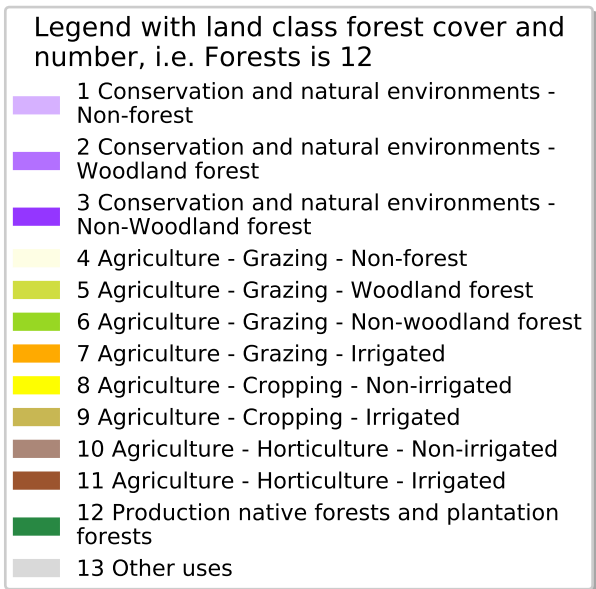 Legend with land class forest cover and
number, i.e. Forests is 12
1 Conservation and natural environments -
Non-forest
2 Conservation and natural environments -
Woodland forest
3 Conservation and natural environments -
Non-Woodland forest
4 Agriculture - Grazing - Non-forest
5 Agriculture - Grazing - Woodland forest
6 Agriculture - Grazing - Non-woodland forest
7 Agriculture - Grazing - Irrigated
8 Agriculture - Cropping - Non-irrigated
9 Agriculture - Cropping - Irrigated
10 Agriculture - Horticulture - Non-irrigated
11 Agriculture - Horticulture - Irrigated
12 Production native forests and plantation
forests
13 Other uses